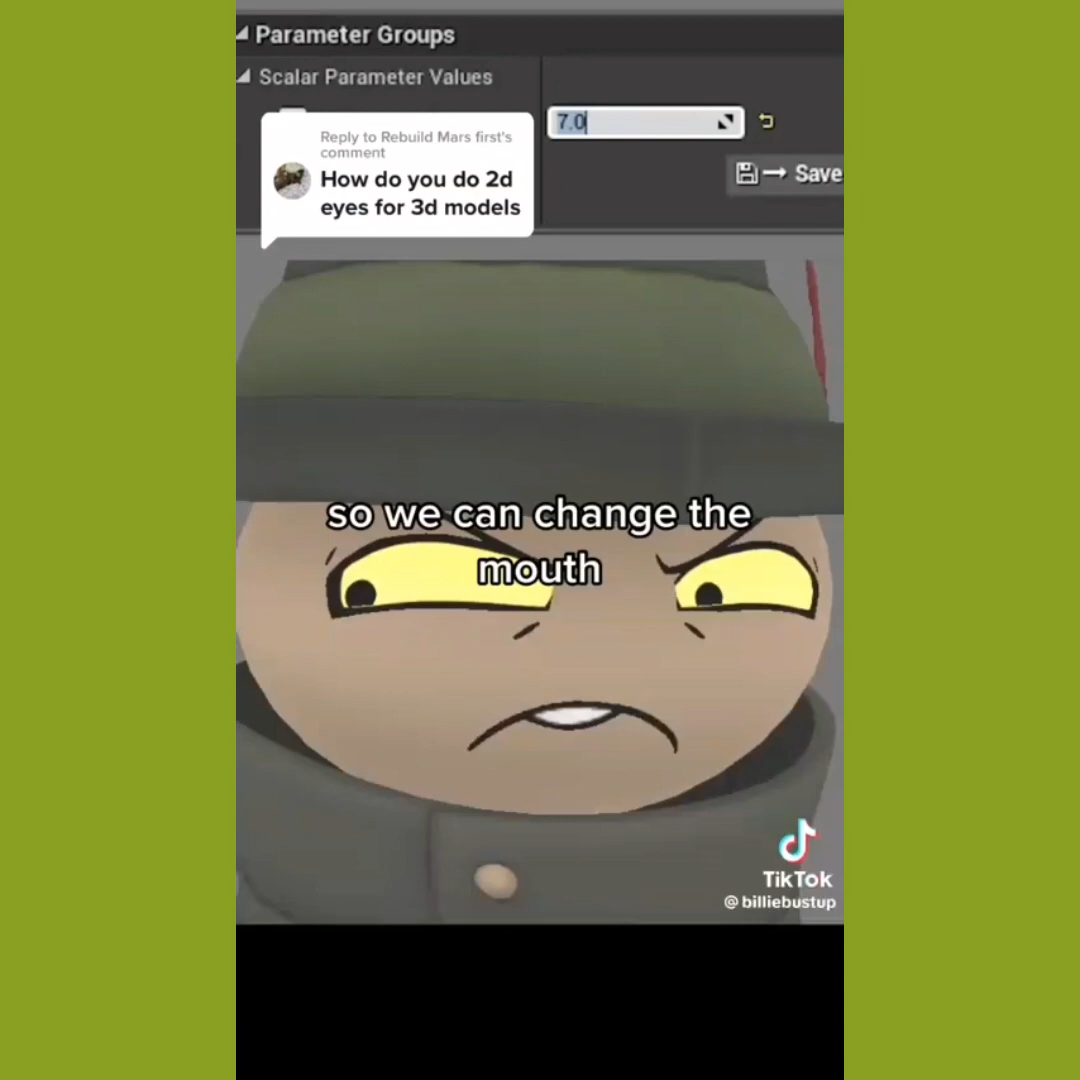 Parameter Groups
Scalar Parameter Values
7.0
Reply to Rebuild Mars first's
comment
How do you do 2d
eyes for 3d models
Save
so we can change the
mouth
TikTok
@billiebustup